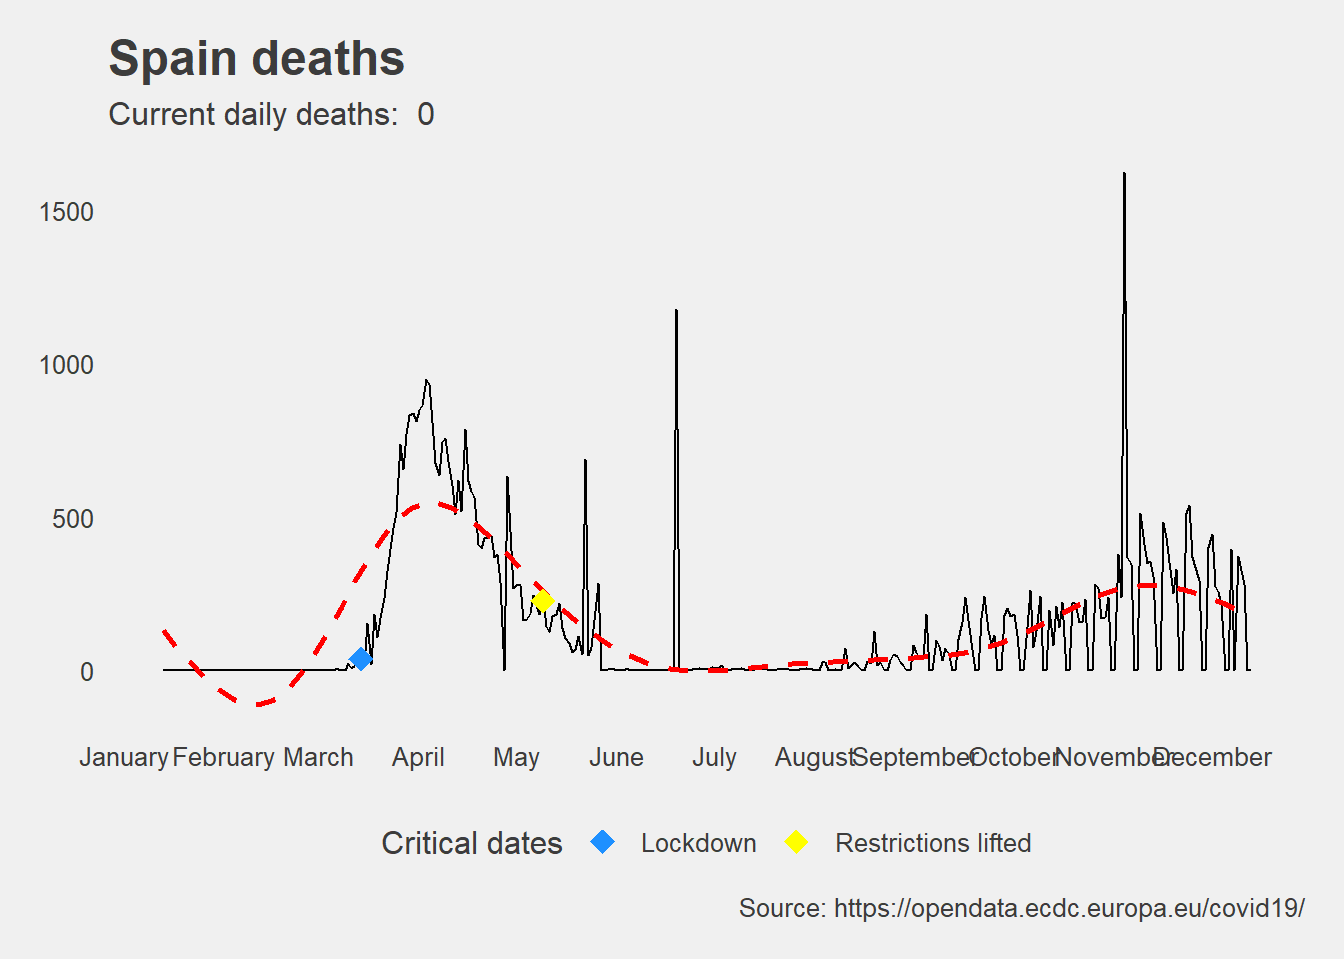 Spain deaths
Current daily deaths: 0
1500
1000
500
0
January February March April May June July August September October November December
Critical dates Lockdown Restrictions lifted
Source: https://opendata.ecdc.europa.eu/covid19/